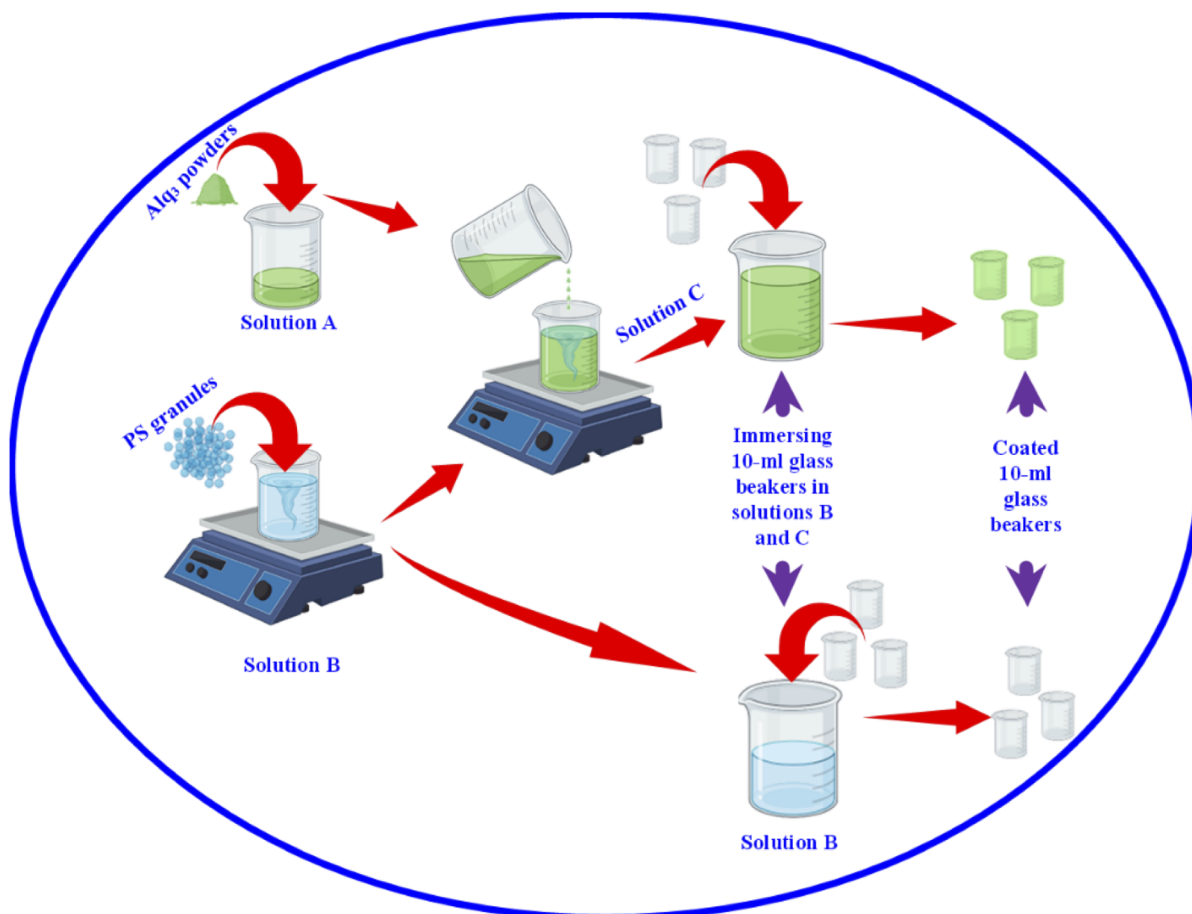 Alq₃ powders
Solution A
PS granules
Solution B
Solution C
Immersing
10-ml glass
beakers in
solutions B
and C
Coated
10-ml
glass
beakers
Solution B